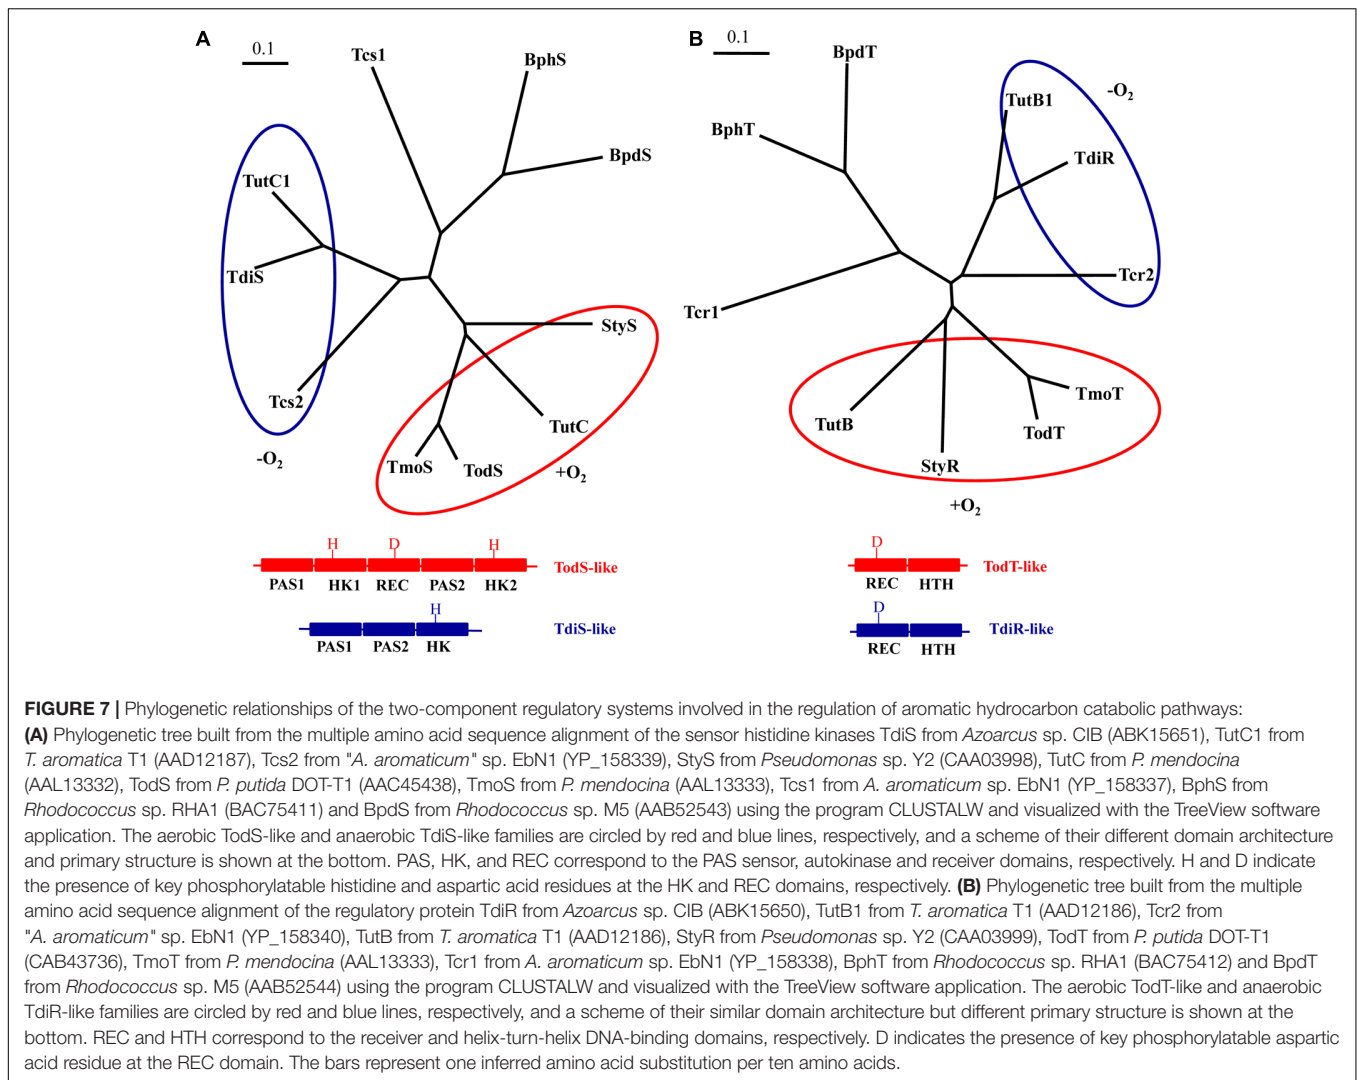 A
0.1
Tcs1
BphS
BpdS
TutC1
TdiS
Tcs2
-O2
StyS
TutC
TmoS
TodS
+O2
H
D
H
PAS1
HK1
REC
PAS2
HK2
TodS-like
H
PAS1
PAS2
HK
TdiS-like
B
0.1
BpdT
BphT
TutB1
-O2
TdiR
Tcr2
Tcr1
TmoT
TutB
TodT
StyR
+O2
D
REC
HTH
TodT-like
D
REC
HTH
TdiR-like
FIGURE 7 | Phylogenetic relationships of the two-component regulatory systems involved in the regulation of aromatic hydrocarbon catabolic pathways:
(A) Phylogenetic tree built from the multiple amino acid sequence alignment of the sensor histidine kinases TdiS from Azoarcus sp. CIB (ABK15651), TutC1 from
T. aromatica T1 (AAD12187), Tcs2 from "A. aromaticum" sp. EbN1 (YP_158339), StyS from Pseudomonas sp. Y2 (CAA03998), TutC from P. mendocina
(AAL13332), TodS from P. putida DOT-T1 (AAC45438), TmoS from P. mendocina (AAL13333), Tcs1 from A. aromaticum sp. EbN1 (YP_158337), BphS from
Rhodococcus sp. RHA1 (BAC75411) and BpdS from Rhodococcus sp. M5 (AAB52543) using the program CLUSTALW and visualized with the TreeView software
application. The aerobic TodS-like and anaerobic TdiS-like families are circled by red and blue lines, respectively, and a scheme of their different domain architecture
and primary structure is shown at the bottom. PAS, HK, and REC correspond to the PAS sensor, autokinase and receiver domains, respectively. H and D indicate
the presence of key phosphorylatable histidine and aspartic acid residues at the HK and REC domains, respectively. (B) Phylogenetic tree built from the multiple
amino acid sequence alignment of the regulatory protein TdiR from Azoarcus sp. CIB (ABK15650), TutB1 from T. aromatica T1 (AAD12186), Tcr2 from
"A. aromaticum" sp. EbN1 (YP_158340), TutB from T. aromatica T1 (AAD12186), StyR from Pseudomonas sp. Y2 (CAA03999), TodT from P. putida DOT-T1
(CAB43736), TmoT from P. mendocina (AAL13333), Tcr1 from A. aromaticum sp. EbN1 (YP_158338), BphT from Rhodococcus sp. RHA1 (BAC75412) and BpdT
from Rhodococcus sp. M5 (AAB52544) using the program CLUSTALW and visualized with the TreeView software application. The aerobic TodT-like and anaerobic
TdiR-like families are circled by red and blue lines, respectively, and a scheme of their similar domain architecture but different primary structure is shown at the
bottom. REC and HTH correspond to the receiver and helix-turn-helix DNA-binding domains, respectively. D indicates the presence of key phosphorylatable aspartic
acid residue at the REC domain. The bars represent one inferred amino acid substitution per ten amino acids.